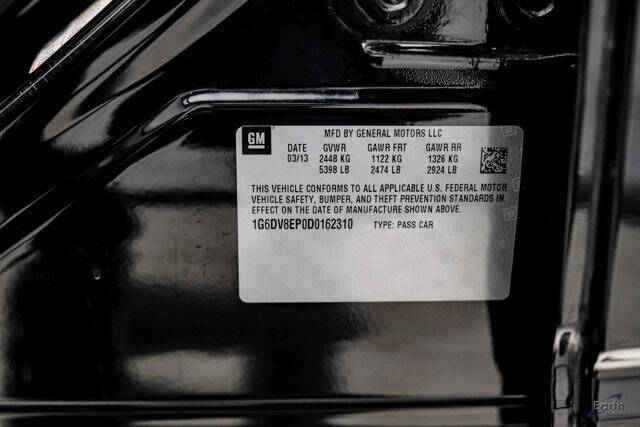 GM
MFD BY GENERAL MOTORS LLC
DATE GVWR GAWR FRT GAWR RR
03/13 2448 KG 1122 KG 1326 KG
5398 LB 2474 LB 2924 LB
THIS VEHICLE CONFORMS TO ALL APPLICABLE U.S. FEDERAL MOTOR
VEHICLE SAFETY, BUMPER, AND THEFT PREVENTION STANDARDS IN
EFFECT ON THE DATE OF MANUFACTURE SHOWN ABOVE.
1G6DV8EP0D0162310 TYPE: PASS CAR
Earth